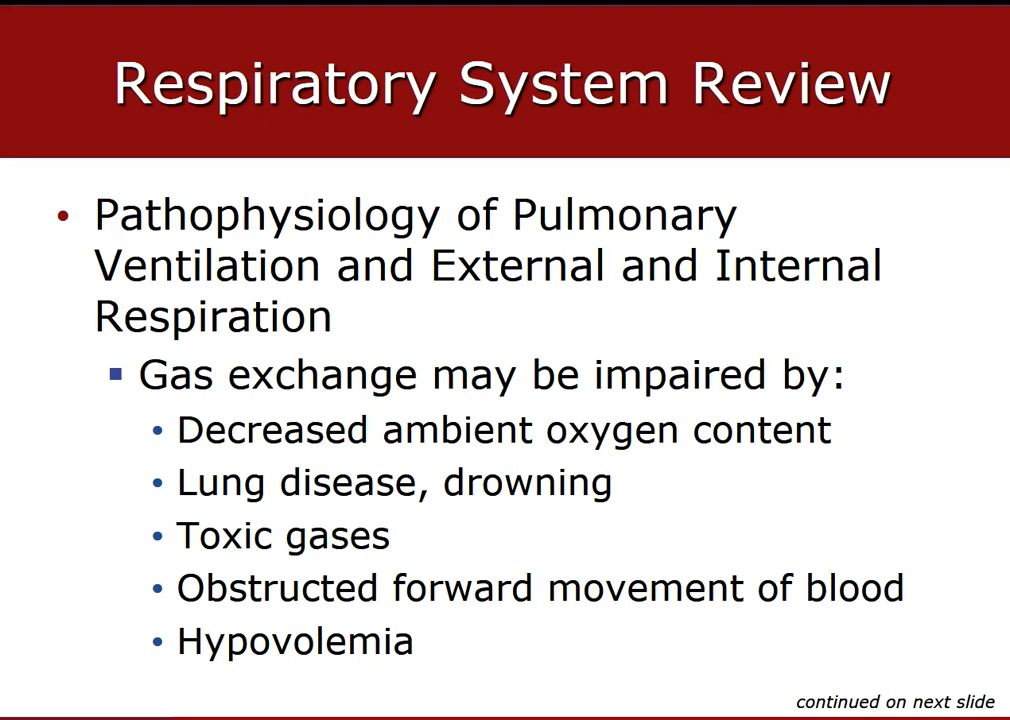 Respiratory System Review
• Pathophysiology of Pulmonary
Ventilation and External and Internal
Respiration
▪ Gas exchange may be impaired by:
• Decreased ambient oxygen content
• Lung disease, drowning
• Toxic gases
• Obstructed forward movement of blood
• Hypovolemia
continued on next slide